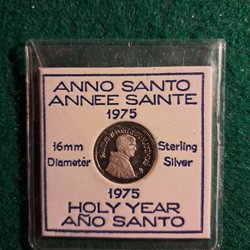 ANNO SANTO
ANNEE SAINTE
1975
16mm Sterling
Diameter Silver
1975
HOLY YEAR
AÑO SANTO